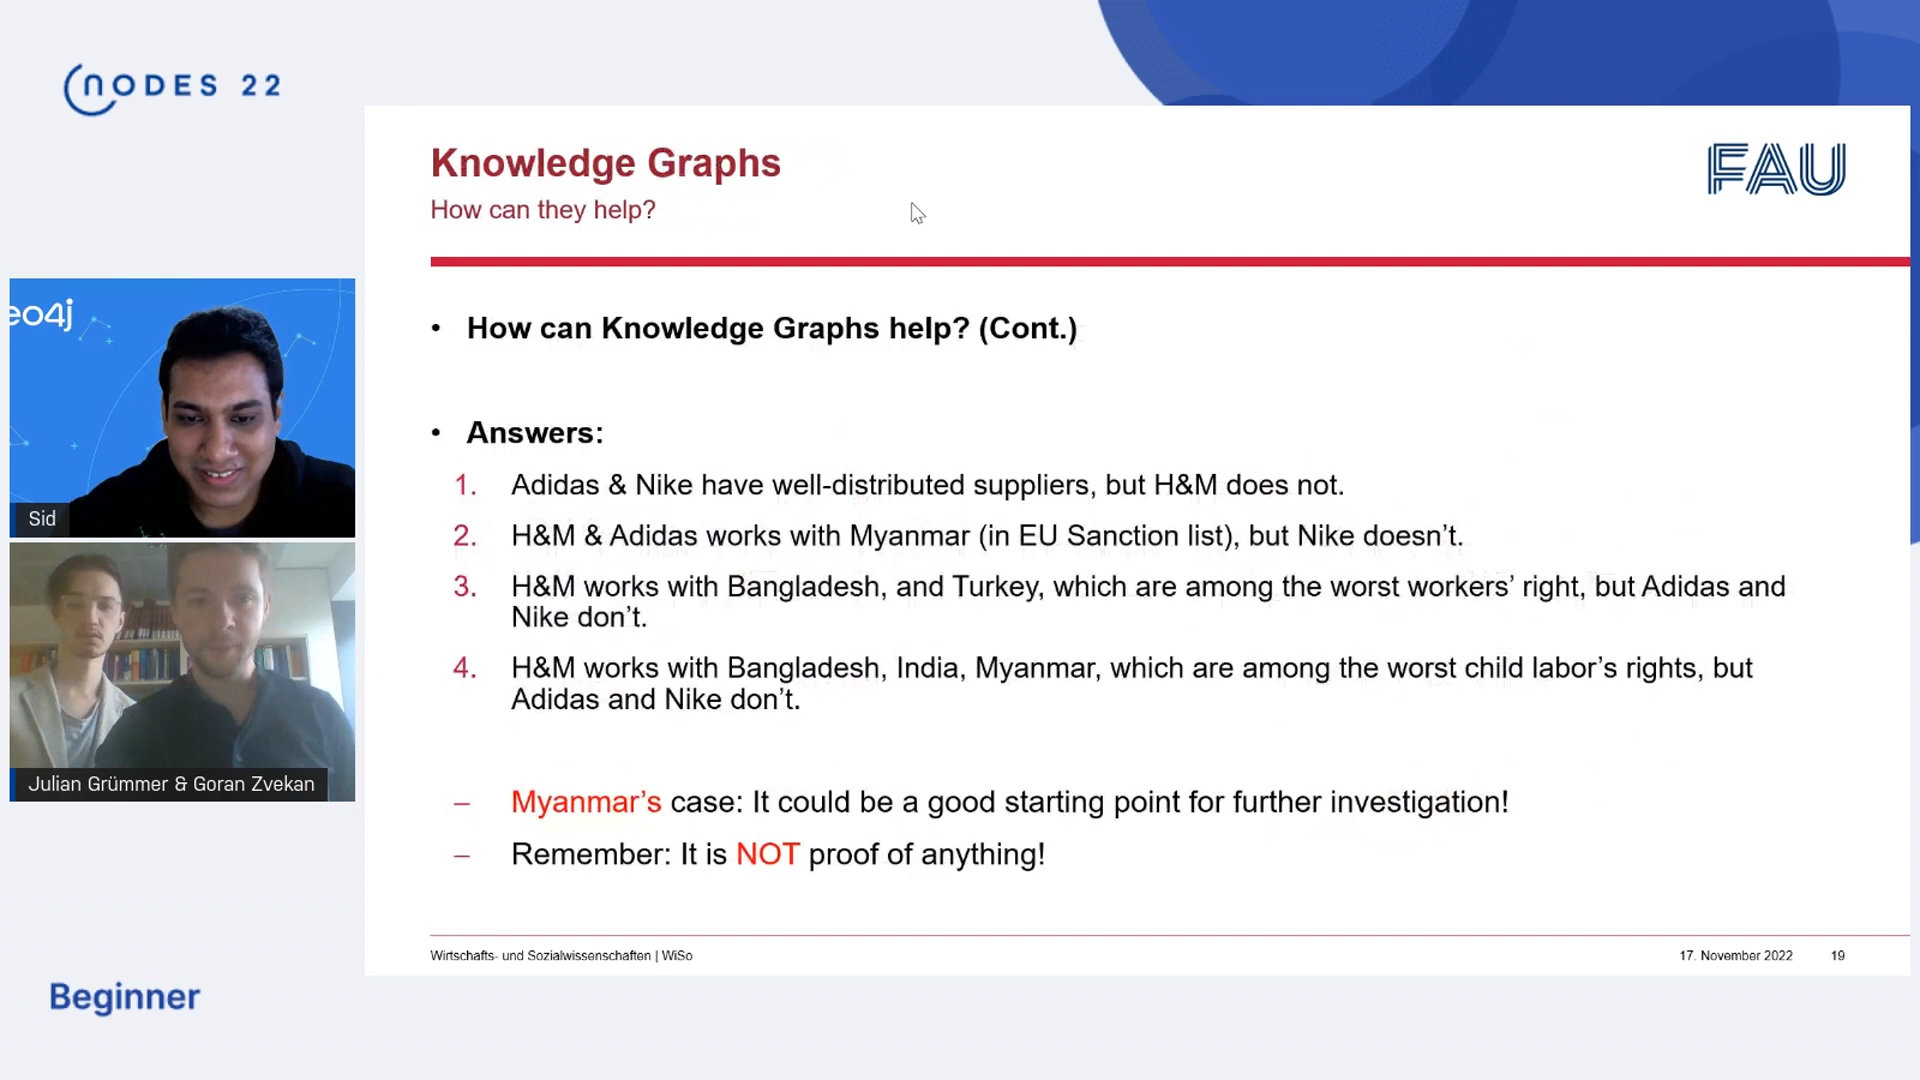 NODES 22
Knowledge Graphs
FAU
How can they help?
eo4j
• How can Knowledge Graphs help? (Cont.)
• Answers:
1. Adidas & Nike have well-distributed suppliers, but H&M does not.
2. H&M & Adidas works with Myanmar (in EU Sanction list), but Nike doesn’t.
3. H&M works with Bangladesh, and Turkey, which are among the worst workers’ right, but Adidas and
Nike don’t.
4. H&M works with Bangladesh, India, Myanmar, which are among the worst child labor’s rights, but
Adidas and Nike don’t.
– Myanmar’s case: It could be a good starting point for further investigation!
– Remember: It is NOT proof of anything!
Sid
Julian Grümmer & Goran Zvekan
Wirtschafts- und Sozialwissenschaften | WiSo
17. November 2022
19
Beginner